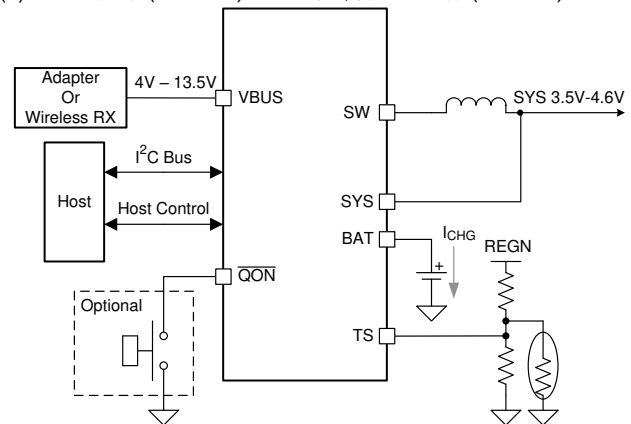 Adapter
Or
Wireless RX
4V – 13.5V
VBUS
SW
SYS 3.5V-4.6V
I2C Bus
Host
Host Control
SYS
BAT
ICHG
+
REGN
QON
Optional
TS